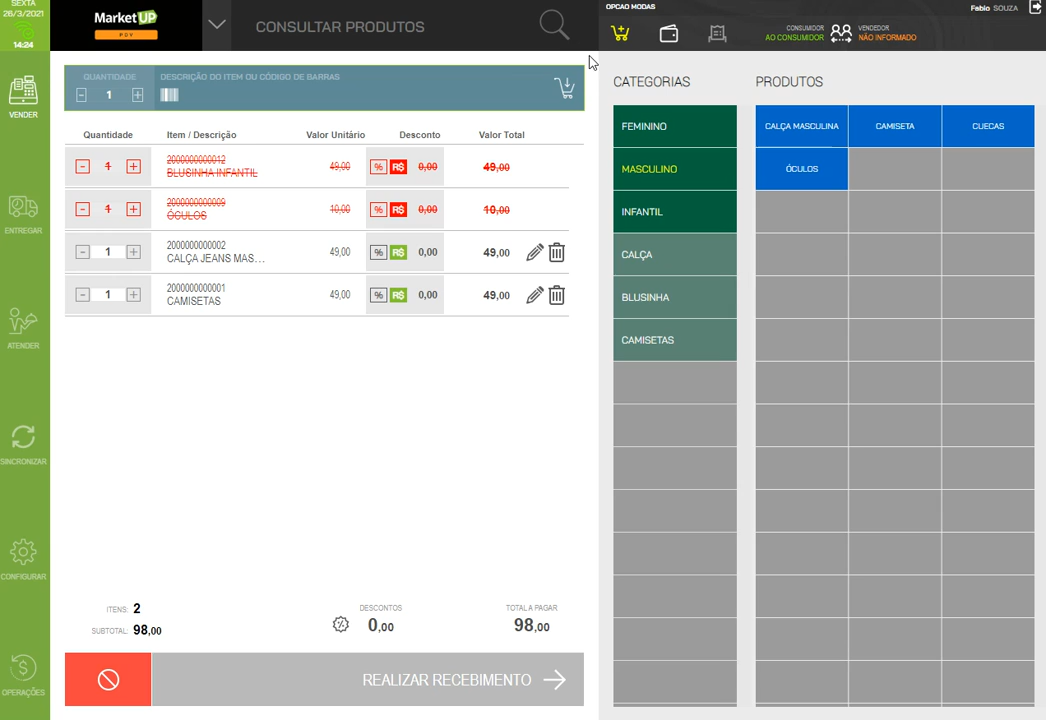 SEXTA
26/3/2021
14:24
MarketUP
PDV
CONSULTAR PRODUTOS
OPCAO MODAS
Fabio SOUZA
CONSUMIDOR
AO CONSUMIDOR
VENDEDOR
NÃO INFORMADO
VENDER
ENTREGAR
ATENDER
SINCRONIZAR
CONFIGURAR
OPERAÇÕES
QUANTIDADE
- 1 +
DESCRIÇÃO DO ITEM OU CÓDIGO DE BARRAS
Quantidade Item / Descrição Valor Unitário Desconto Valor Total
2000000000012
- 1 + BLUSINHA INFANTIL 49,00 % R$ 0,00 49,00
2000000000009
- 1 + ÓCULOS 10,00 % R$ 0,00 10,00
2000000000002
- 1 + CALÇA JEANS MAS... 49,00 % R$ 0,00 49,00
2000000000001
- 1 + CAMISETAS 49,00 % R$ 0,00 49,00
ITENS: 2
SUBTOTAL: 98,00
DESCONTOS
0,00
TOTAL A PAGAR
98,00
REALIZAR RECEBIMENTO
CATEGORIAS
FEMININO
MASCULINO
INFANTIL
CALÇA
BLUSINHA
CAMISETAS
PRODUTOS
CALÇA MASCULINA CAMISETA CUECAS
ÓCULOS